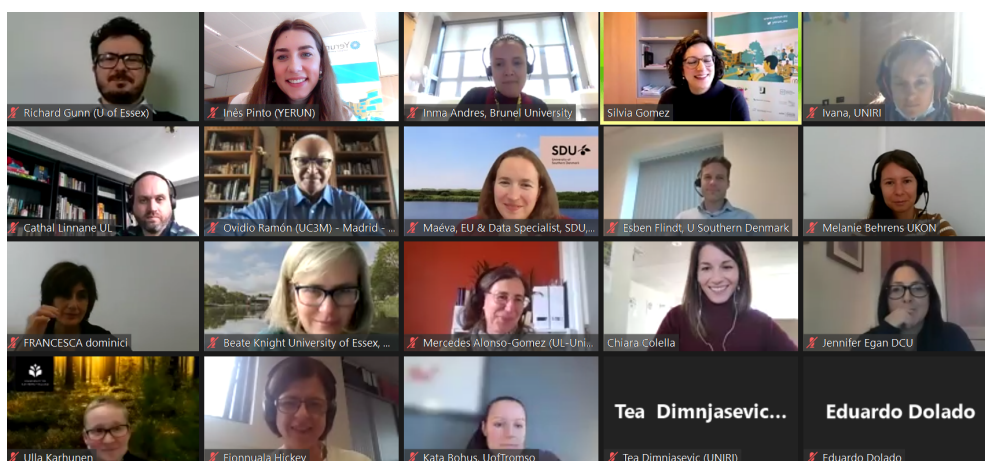 Yerun
Richard Gunn (U of Essex)
Inés Pinto (YERUN)
Inma Andres, Brunel University
Silvia Gomez
Ivana, UNIRI
SDU
Cathal Linnane UL
Ovidio Ramón (UC3M) - Madrid - ...
Maéva, EU & Data Specialist, SDU,...
Esben Flindt, U Southern Denmark
Melanie Behrens UKON
FRANCESCA dominici
Beate Knight University of Essex, ...
Mercedes Alonso-Gomez (UL-Uni...
Chiara Colella
Jennifer Egan DCU
Tea Dimnjasevic...
Eduardo Dolado
Ulla Karhunen
Fionnuala Hickey
Kata Bohus, UofTromso
Tea Dimnjasevic (UNIRI)
Eduardo Dolado